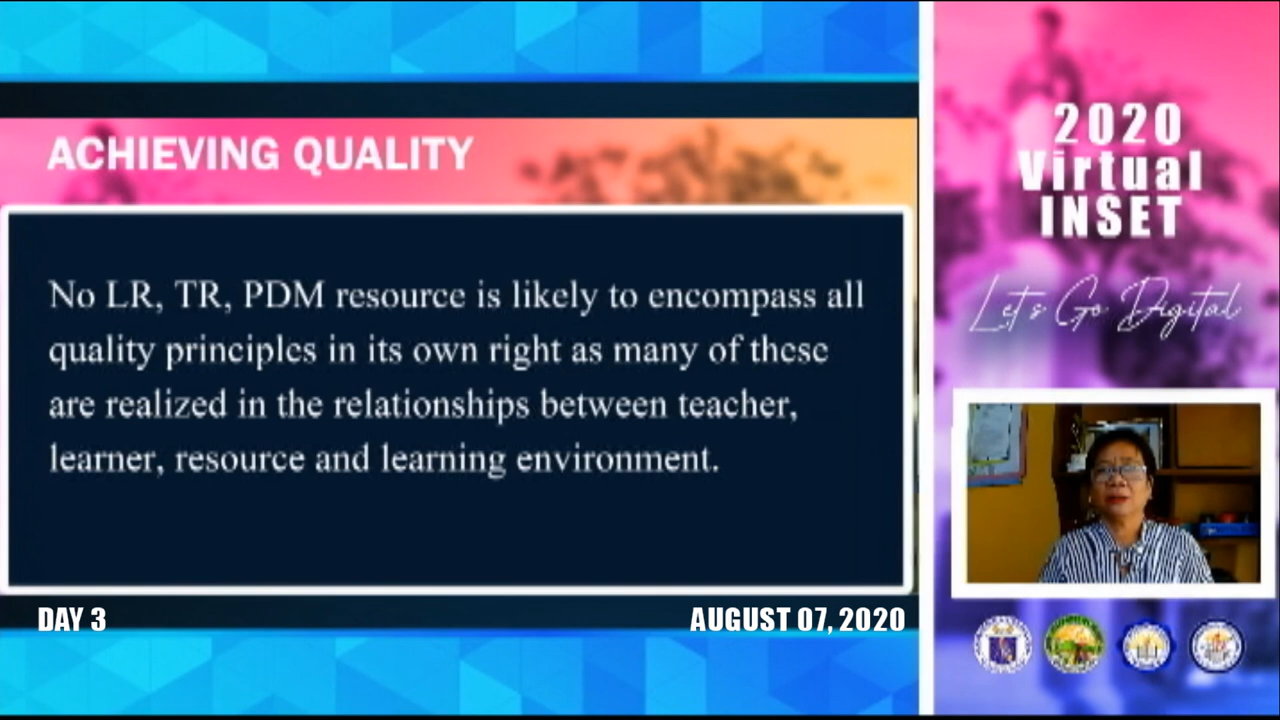 ACHIEVING QUALITY
No LR, TR, PDM resource is likely to encompass all
quality principles in its own right as many of these
are realized in the relationships between teacher,
learner, resource and learning environment.
DAY 3
AUGUST 07, 2020
2020
Virtual
INSET
Let's Go Digital